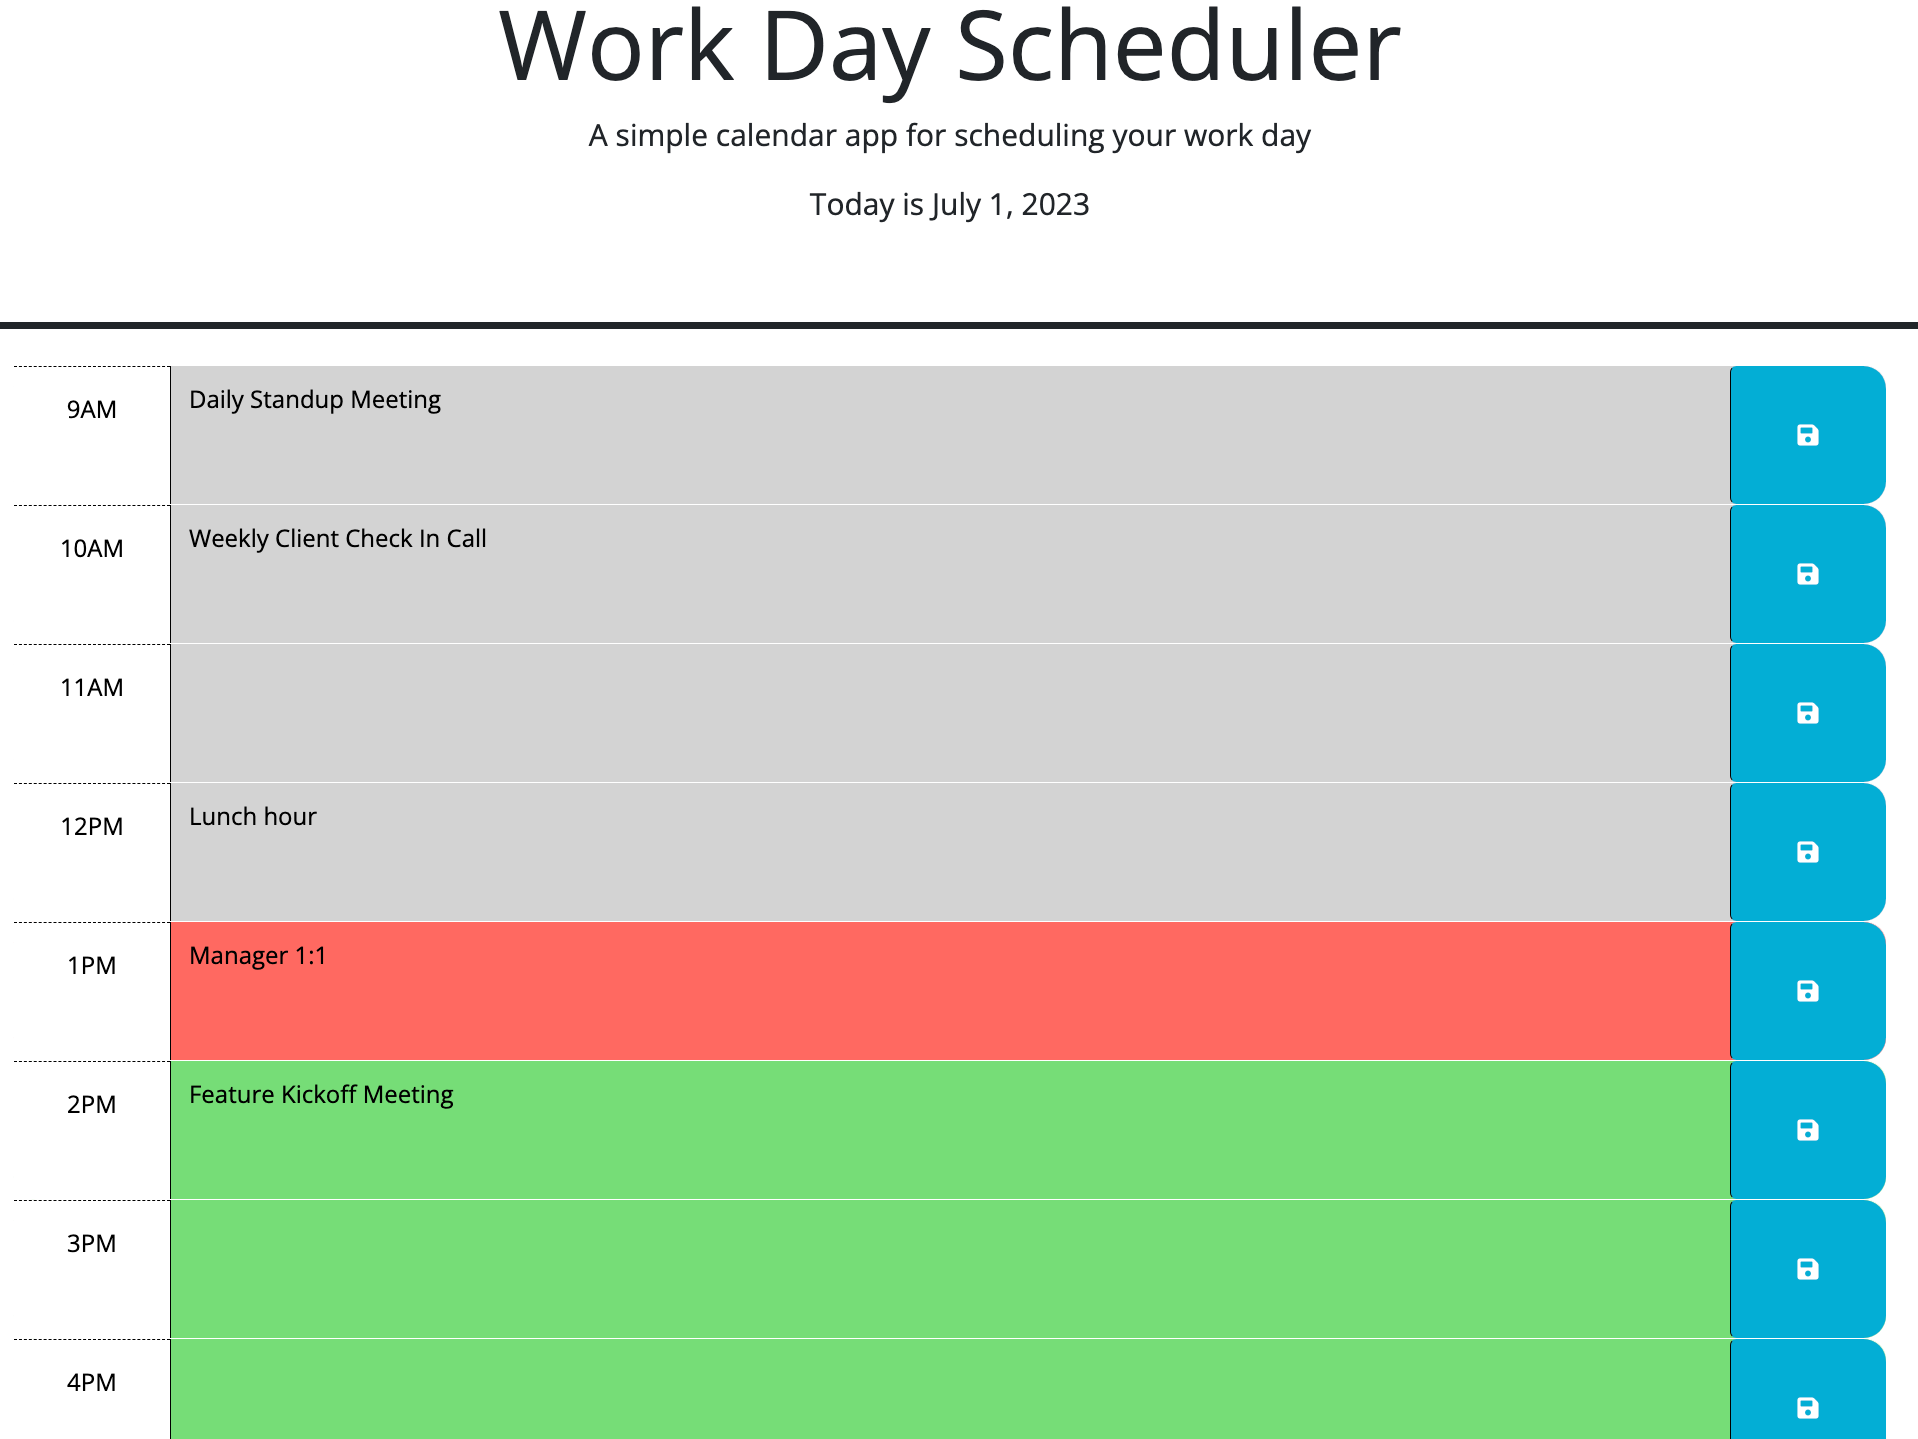 Work Day Scheduler
A simple calendar app for scheduling your work day
Today is July 1, 2023
9AM
Daily Standup Meeting
10AM
Weekly Client Check In Call
11AM
12PM
Lunch hour
1PM
Manager 1:1
2PM
Feature Kickoff Meeting
3PM
4PM